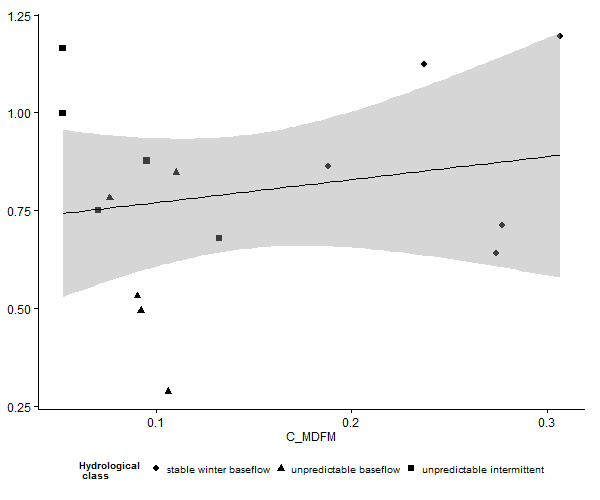 1.25
1.00
0.75
0.50
0.25
0.1 0.2 0.3
C_MDFM
Hydrological
class
stable winter baseflow unpredictable baseflow unpredictable intermittent